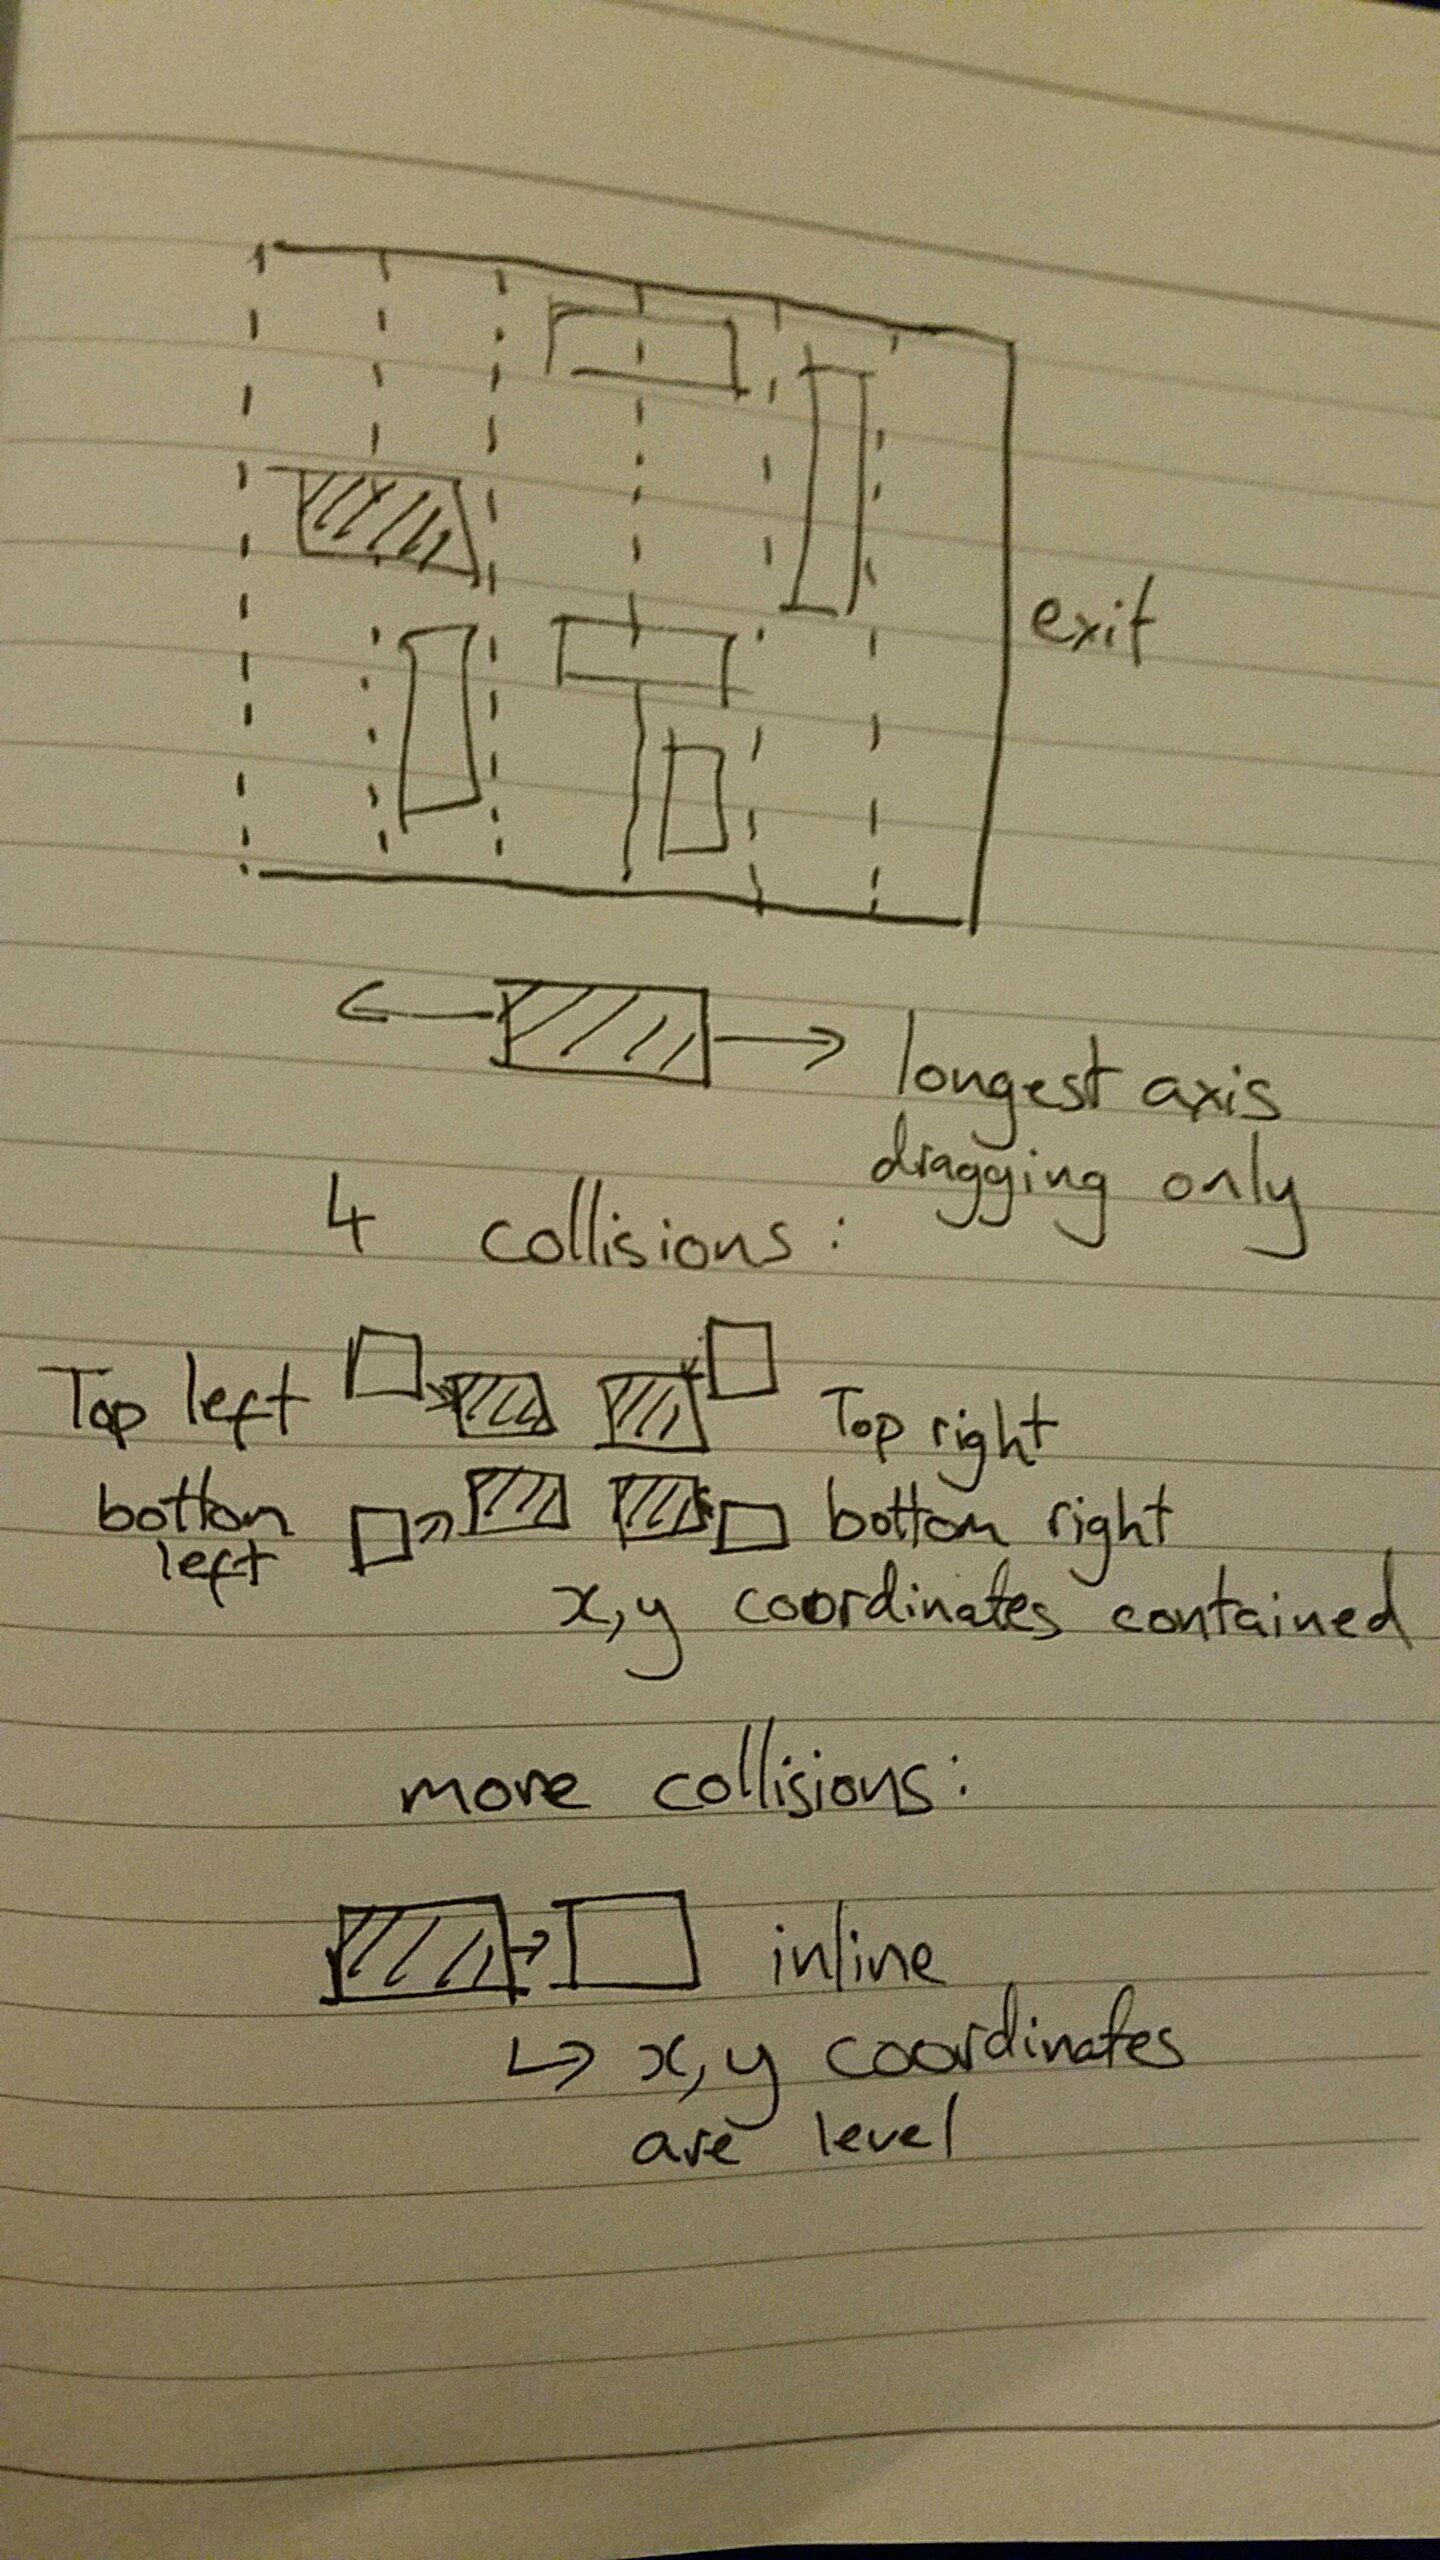 exit
longest axis
dragging only
4 collisions:
Top left
Top right
bottom
left
bottom right
x,y coordinates contained
more collisions:
inline
↳ x,y coordinates
are level